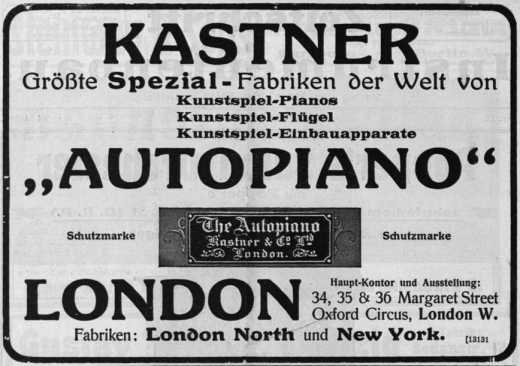 KASTNER
Größte Spezial-Fabriken der Welt von
Kunstspiel-Pianos
Kunstspiel-Flügel
Kunstspiel-Einbauapparate
„AUTOPIANO“
Schutzmarke
The Autopiano
Kastner & Co Ltd
London.
Schutzmarke
LONDON
Haupt-Kontor und Ausstellung:
34, 35 & 36 Margaret Street
Oxford Circus, London W.
Fabriken: London North und New York.
[13131